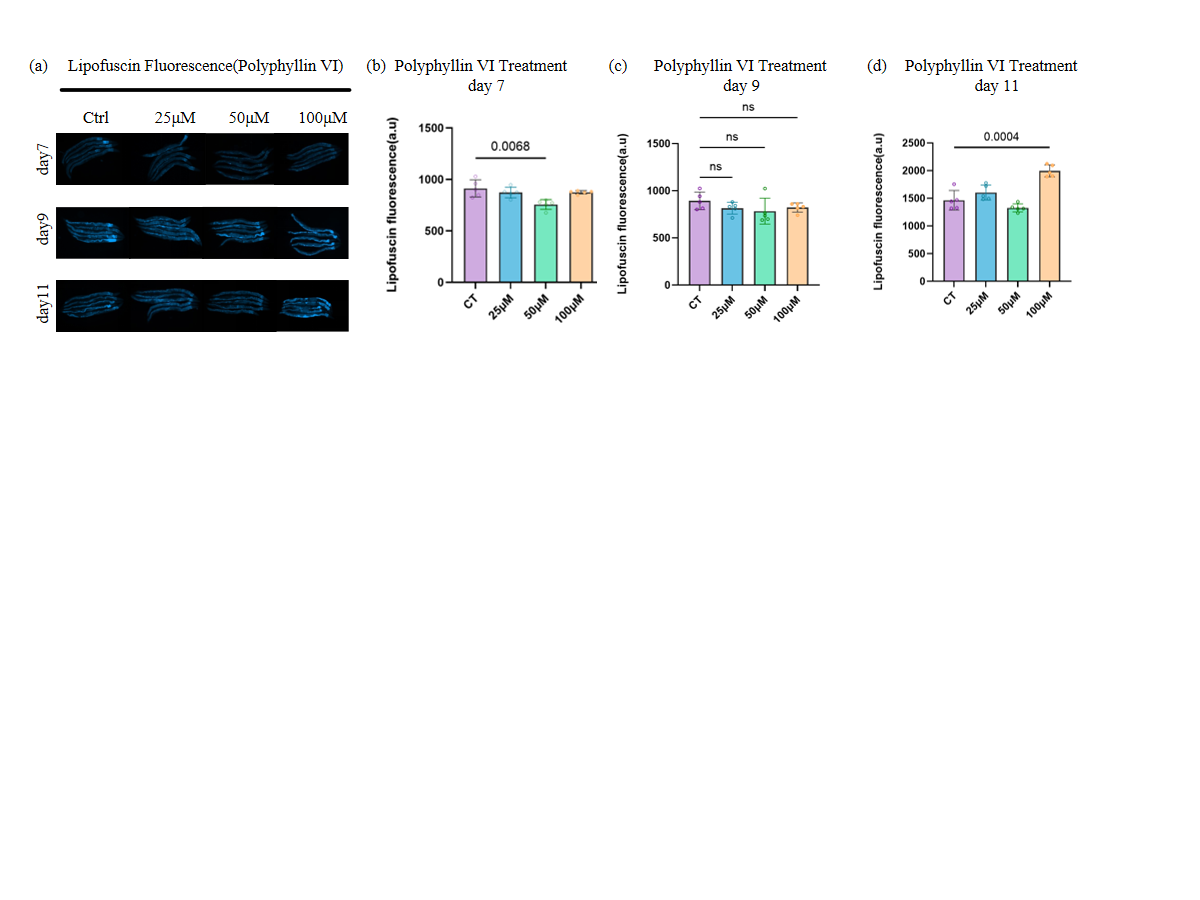 (a) Lipofuscin Fluorescence(Polyphyllin VI)
Ctrl 25μM 50μM 100μM
day7
day9
day11
(b) Polyphyllin VI Treatment
day 7
Lipofuscin fluorescence(a.u)
1500
1000
500
0
0.0068
CT 25μM 50μM 100μM
(c) Polyphyllin VI Treatment
day 9
Lipofuscin fluorescence(a.u)
1500
1000
500
0
ns
ns
ns
CT 25μM 50μM 100μM
(d) Polyphyllin VI Treatment
day 11
Lipofuscin fluorescence(a.u)
2500
2000
1500
1000
500
0
0.0004
CT 25μM 50μM 100μM